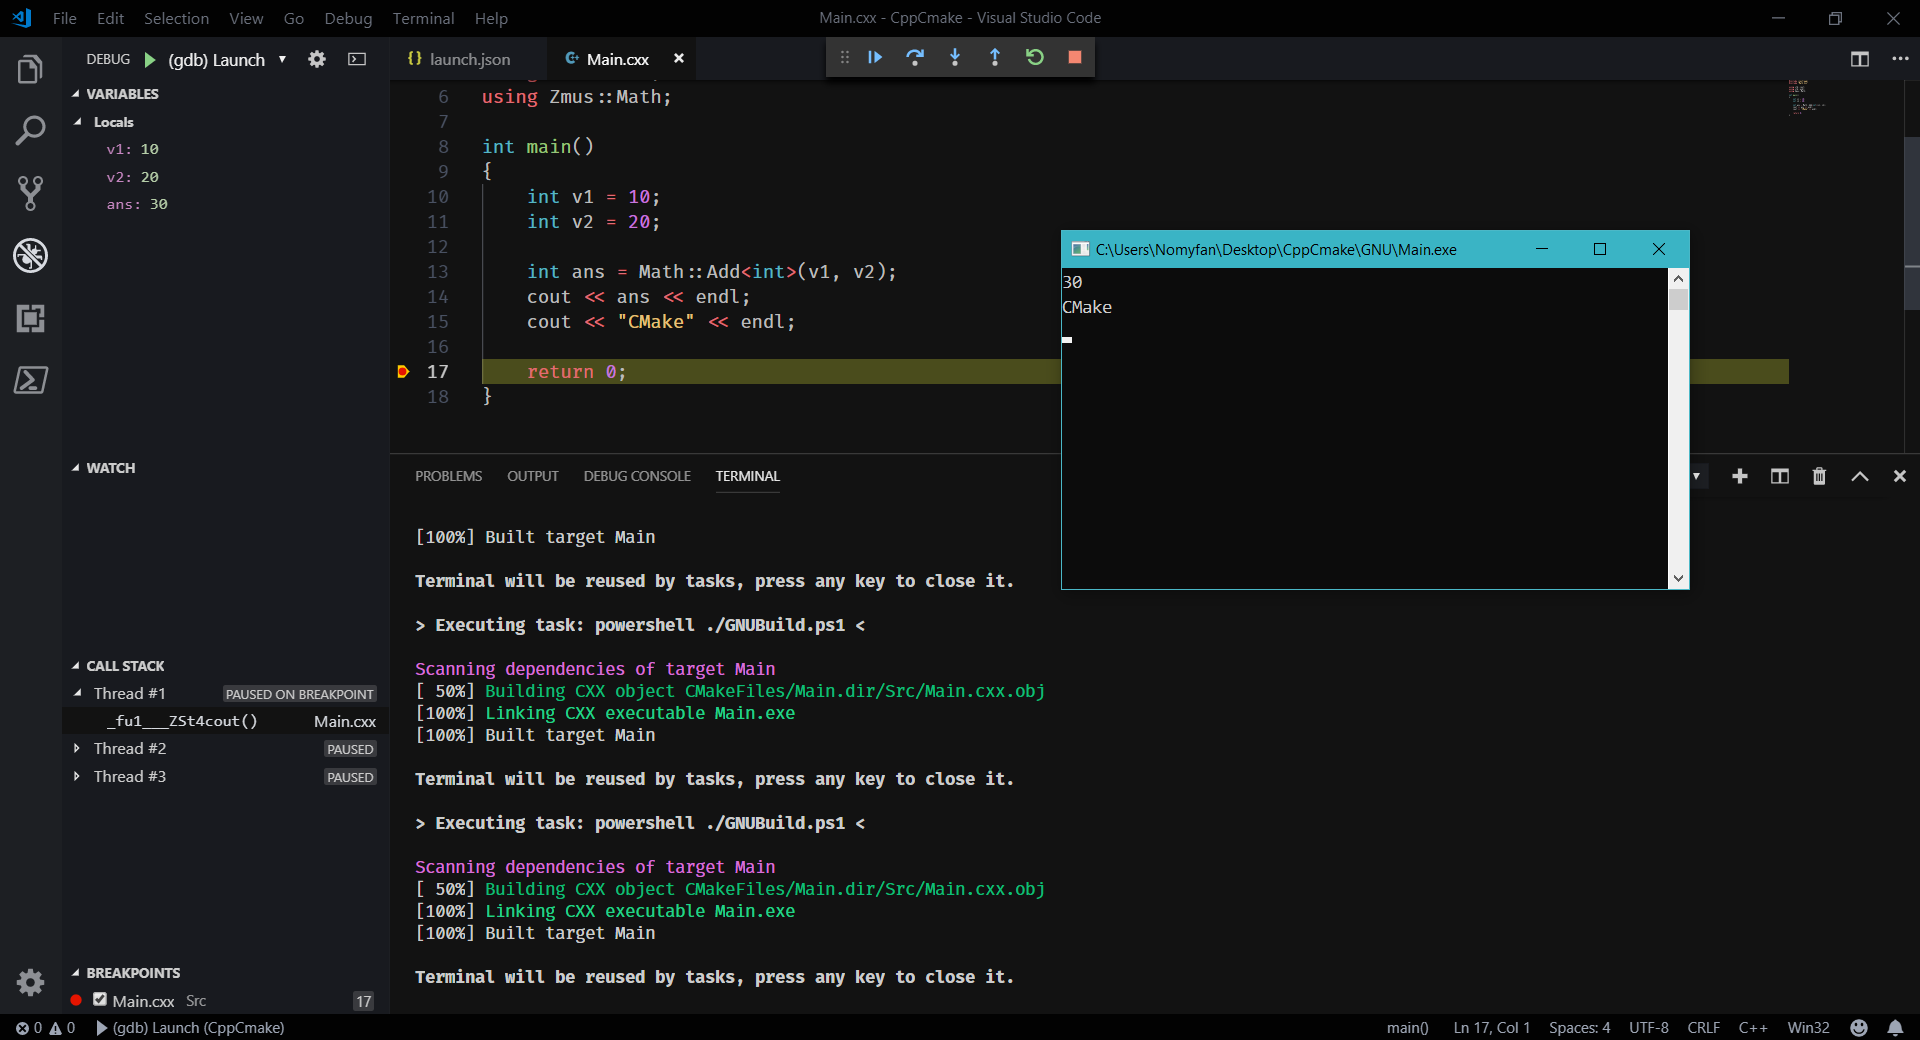 File Edit Selection View Go Debug Terminal Help
Main.cxx - CppCmake - Visual Studio Code
DEBUG (gdb) Launch
VARIABLES
Locals
v1: 10
v2: 20
ans: 30
WATCH
CALL STACK
Thread #1 PAUSED ON BREAKPOINT
_fu1___ZSt4cout() Main.cxx
Thread #2 PAUSED
Thread #3 PAUSED
BREAKPOINTS
Main.cxx Src 17
launch.json Main.cxx
6 using Zmus::Math;
7
8 int main()
9 {
10 int v1 = 10;
11 int v2 = 20;
12
13 int ans = Math::Add<int>(v1, v2);
14 cout << ans << endl;
15 cout << "CMake" << endl;
16
17 return 0;
18 }
C:\Users\Nomyfan\Desktop\CppCmake\GNU\Main.exe
30
CMake
PROBLEMS OUTPUT DEBUG CONSOLE TERMINAL
[100%] Built target Main
Terminal will be reused by tasks, press any key to close it.
> Executing task: powershell ./GNUBuild.ps1 <
Scanning dependencies of target Main
[ 50%] Building CXX object CMakeFiles/Main.dir/Src/Main.cxx.obj
[100%] Linking CXX executable Main.exe
[100%] Built target Main
Terminal will be reused by tasks, press any key to close it.
> Executing task: powershell ./GNUBuild.ps1 <
Scanning dependencies of target Main
[ 50%] Building CXX object CMakeFiles/Main.dir/Src/Main.cxx.obj
[100%] Linking CXX executable Main.exe
[100%] Built target Main
Terminal will be reused by tasks, press any key to close it.
0 0 (gdb) Launch (CppCmake)
main() Ln 17, Col 1 Spaces: 4 UTF-8 CRLF C++ Win32